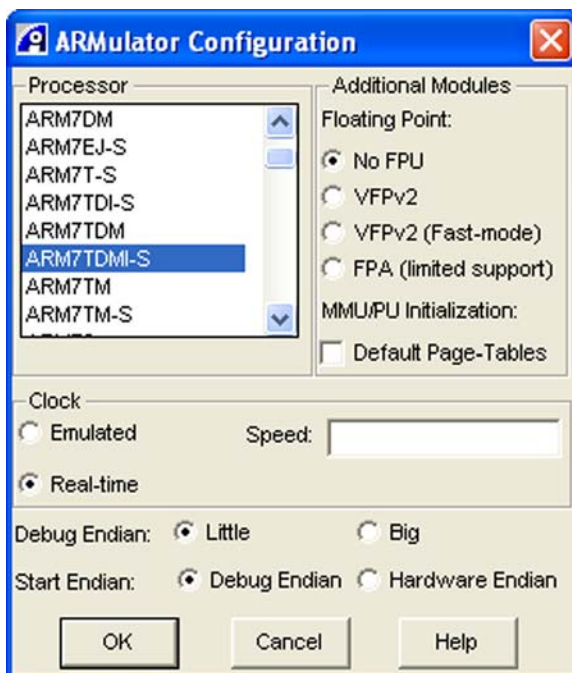 ARMulator Configuration
Processor
ARM7DM
ARM7EJ-S
ARM7T-S
ARM7TDI-S
ARM7TDM
ARM7TDMI-S
ARM7TM
ARM7TM-S
Additional Modules
Floating Point:
No FPU
VFPv2
VFPv2 (Fast-mode)
FPA (limited support)
MMU/PU Initialization:
Default Page-Tables
Clock
Emulated
Speed:
Real-time
Debug Endian: Little Big
Start Endian: Debug Endian Hardware Endian
OK Cancel Help